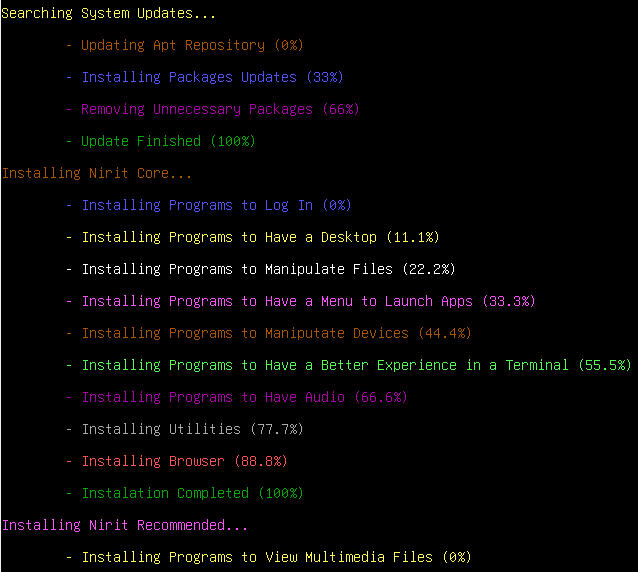 Searching System Updates...
- Updating Apt Repository (0%)
- Installing Packages Updates (33%)
- Removing Unnecessary Packages (66%)
- Update Finished (100%)
Installing Nirit Core...
- Installing Programs to Log In (0%)
- Installing Programs to Have a Desktop (11.1%)
- Installing Programs to Manipulate Files (22.2%)
- Installing Programs to Have a Menu to Launch Apps (33.3%)
- Installing Programs to Maniputate Devices (44.4%)
- Installing Programs to Have a Better Experience in a Terminal (55.5%)
- Installing Programs to Have Audio (66.6%)
- Installing Utilities (77.7%)
- Installing Browser (88.8%)
- Instalation Completed (100%)
Installing Nirit Recommended...
- Installing Programs to View Multimedia Files (0%)